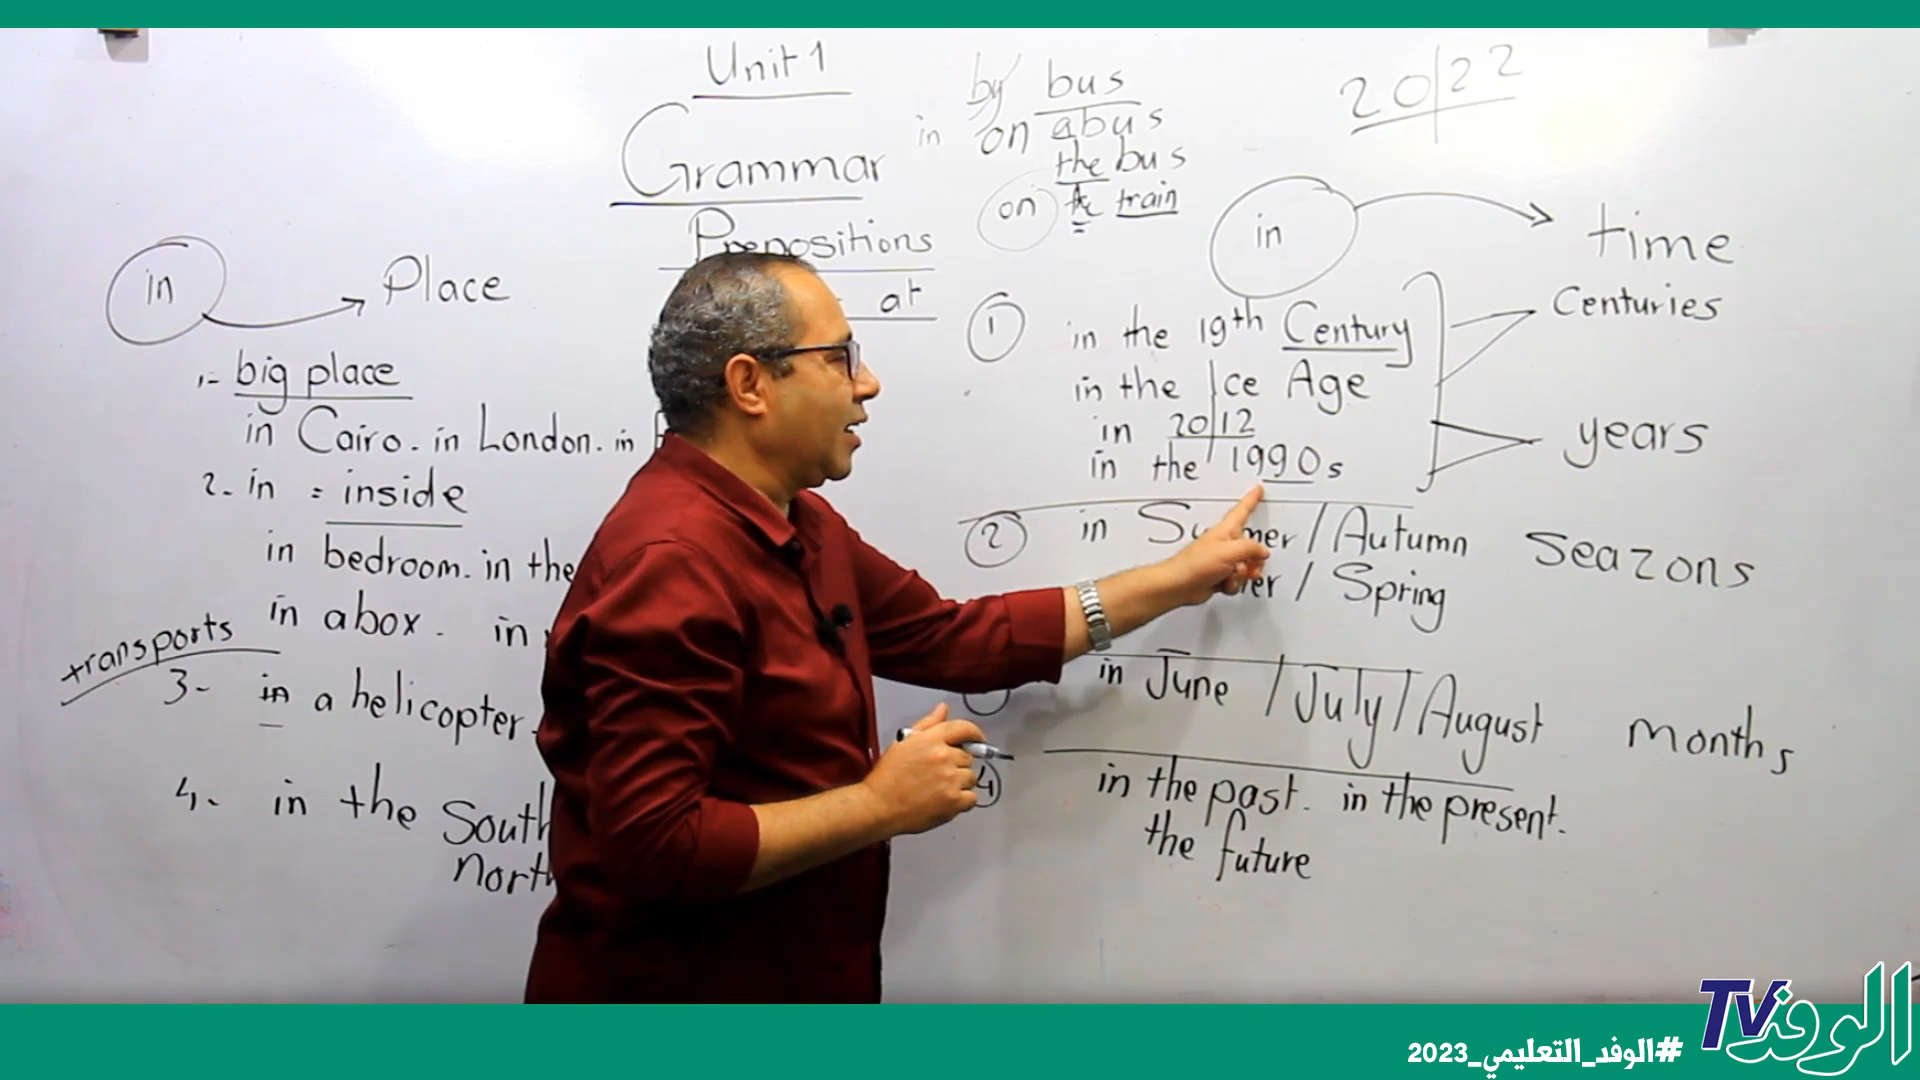 Unit 1
Grammar
Prepositions
at
by bus
in on a bus
the bus
on the train
20/22
in Place
1- big place
in Cairo. in London. in
2- in = inside
in bedroom. in the
in a box. in
transports
3- in a helicopter.
4. in the South
north
in time
1 in the 19th Century
in the Ice Age
in 2012
in the 1990s
Centuries
years
2 in Summer / Autumn
/ Spring
Seazons
in June / July / August months
4 in the past. in the present.
the future
الوفد TV
#الوفد_التعليمي_2023